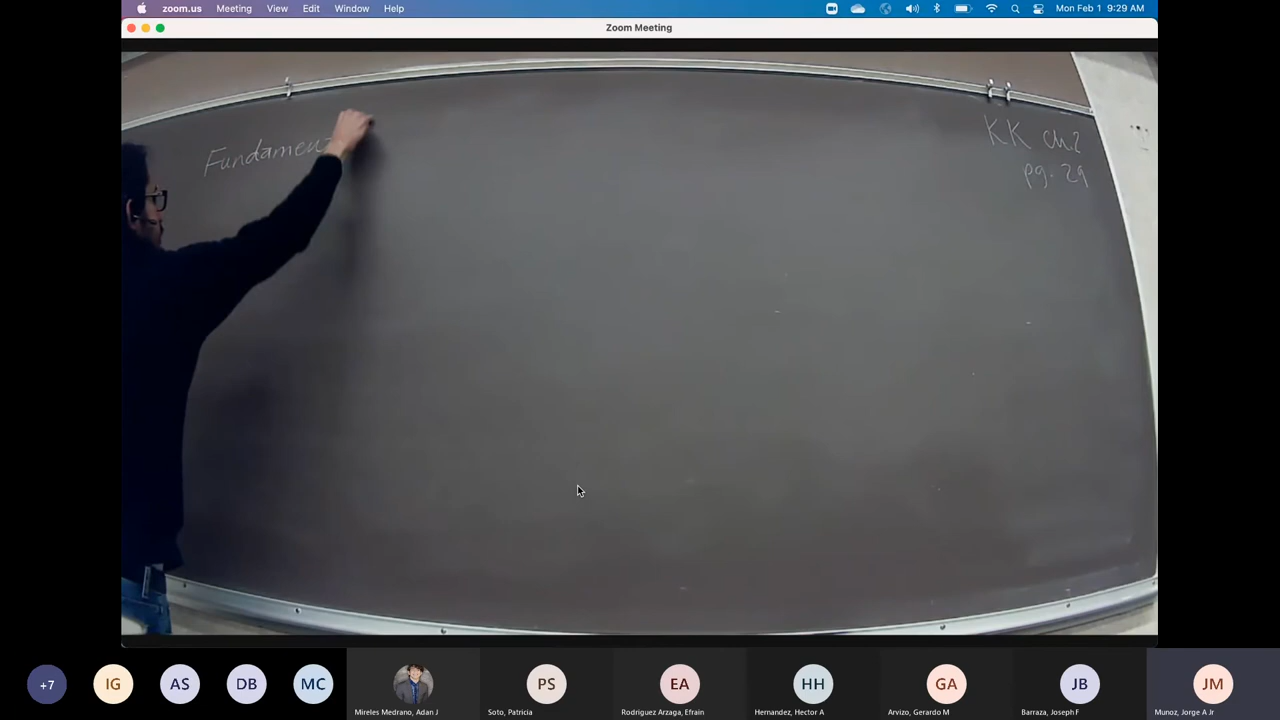 zoom.us Meeting View Edit Window Help
Mon Feb 1 9:29 AM
Zoom Meeting
Fundamen
KK ch.2
pg. 29
+7
IG
AS
DB
MC
PS
EA
HH
GA
JB
JM
Mireles Medrano, Adan J
Soto, Patricia
Rodriguez Arzaga, Efrain
Hernandez, Hector A
Arvizo, Gerardo M
Barraza, Joseph F
Munoz, Jorge A Jr